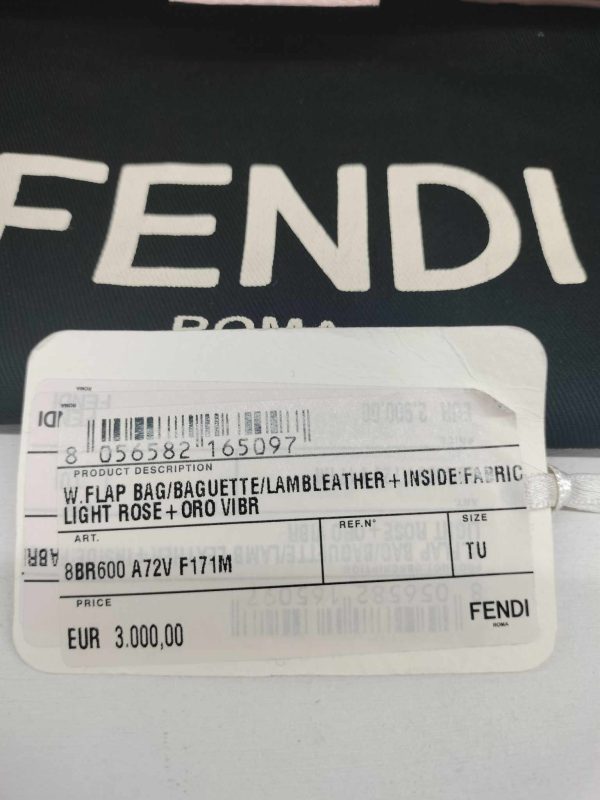 FENDI
ROMA
8 056582 165097
PRODUCT DESCRIPTION
W.FLAP BAG/BAGUETTE/LAMBLEATHER+INSIDE:FABRIC
LIGHT ROSE+ORO VIBR
ART.
8BR600 A72V F171M
REF.N°
SIZE
TU
PRICE
EUR 3.000,00
FENDI
ROMA